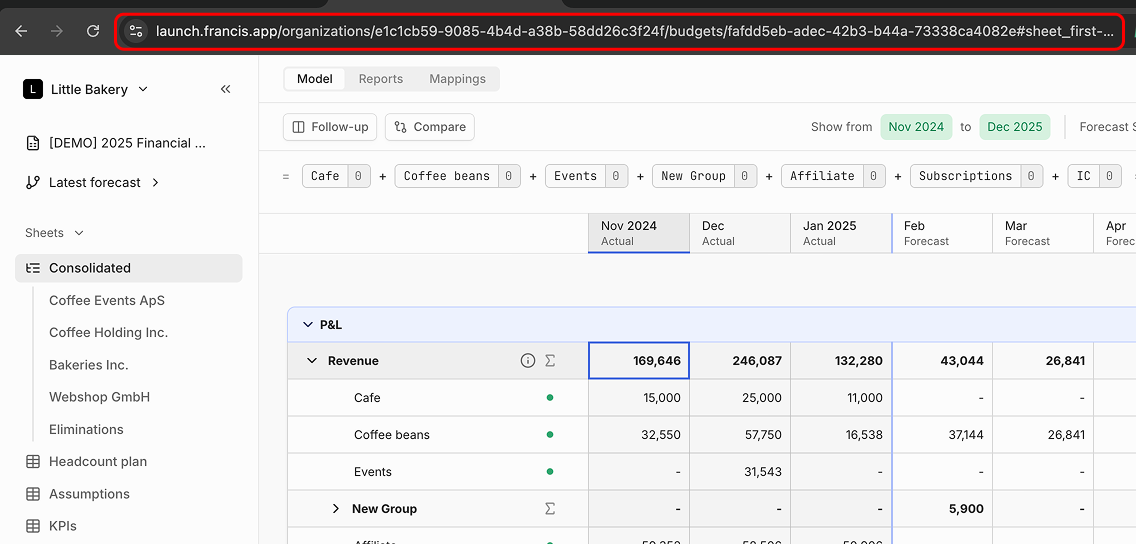 launch.francis.app/organizations/e1c1cb59-9085-4b4d-a38b-58dd26c3f24f/budgets/fafdd5eb-adec-42b3-b44a-73338ca4082e#sheet_first-...
L Little Bakery
Model Reports Mappings
[DEMO] 2025 Financial ...
Follow-up Compare Show from Nov 2024 to Dec 2025 Forecast S
Latest forecast
= Cafe 0 + Coffee beans 0 + Events 0 + New Group 0 + Affiliate 0 + Subscriptions 0 + IC 0 =
Sheets
Nov 2024 Dec Jan 2025 Feb Mar Apr
Actual Actual Actual Forecast Forecast Forec
Consolidated
Coffee Events ApS
Coffee Holding Inc.
Bakeries Inc.
Webshop GmbH
Eliminations
Headcount plan
Assumptions
KPIs
P&L
Revenue Σ 169,646 246,087 132,280 43,044 26,841
Cafe 15,000 25,000 11,000 - -
Coffee beans 32,550 57,750 16,538 37,144 26,841
Events - 31,543 - - -
New Group Σ - - - 5,900 -